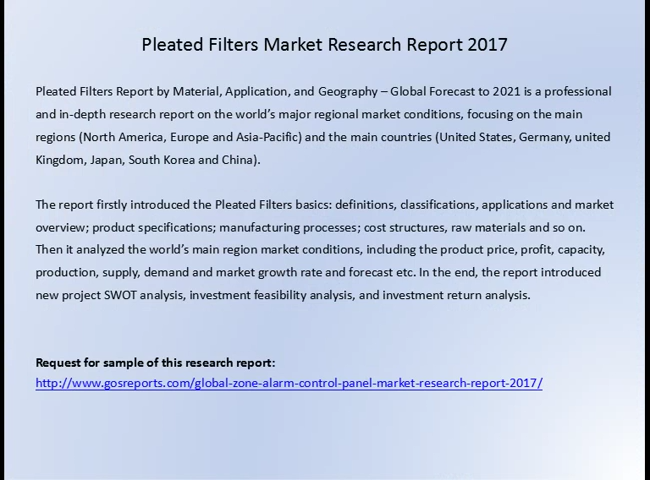 Pleated Filters Market Research Report 2017
Pleated Filters Report by Material, Application, and Geography – Global Forecast to 2021 is a professional
and in-depth research report on the world's major regional market conditions, focusing on the main
regions (North America, Europe and Asia-Pacific) and the main countries (United States, Germany, united
Kingdom, Japan, South Korea and China).
The report firstly introduced the Pleated Filters basics: definitions, classifications, applications and market
overview; product specifications; manufacturing processes; cost structures, raw materials and so on.
Then it analyzed the world's main region market conditions, including the product price, profit, capacity,
production, supply, demand and market growth rate and forecast etc. In the end, the report introduced
new project SWOT analysis, investment feasibility analysis, and investment return analysis.
Request for sample of this research report:
http://www.gosreports.com/global-zone-alarm-control-panel-market-research-report-2017/